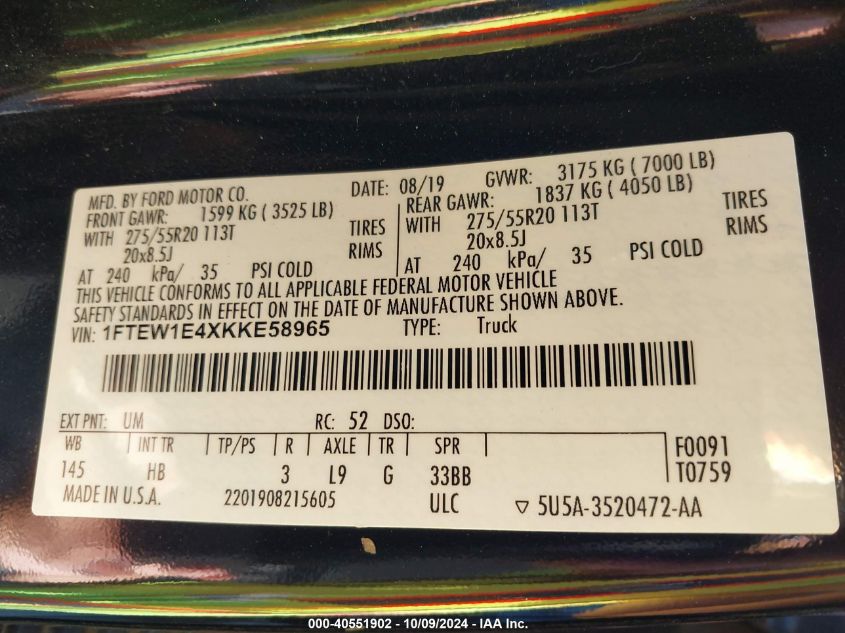 MFD. BY FORD MOTOR CO. DATE: 08/19 GVWR: 3175 KG ( 7000 LB)
FRONT GAWR: 1599 KG ( 3525 LB) REAR GAWR: 1837 KG ( 4050 LB)
WITH 275/55R20 113T TIRES WITH 275/55R20 113T TIRES
20x8.5J RIMS 20x8.5J RIMS
AT 240 kPa/ 35 PSI COLD AT 240 kPa/ 35 PSI COLD
THIS VEHICLE CONFORMS TO ALL APPLICABLE FEDERAL MOTOR VEHICLE
SAFETY STANDARDS IN EFFECT ON THE DATE OF MANUFACTURE SHOWN ABOVE.
VIN: 1FTEW1E4XKKE58965 TYPE: Truck
EXT PNT: UM RC: 52 DSO:
WB INT TR TP/PS R AXLE TR SPR F0091
145 HB 3 L9 G 33BB T0759
MADE IN U.S.A. 2201908215605 ULC ▽ 5U5A-3520472-AA
000-40551902 - 10/09/2024 - IAA Inc.